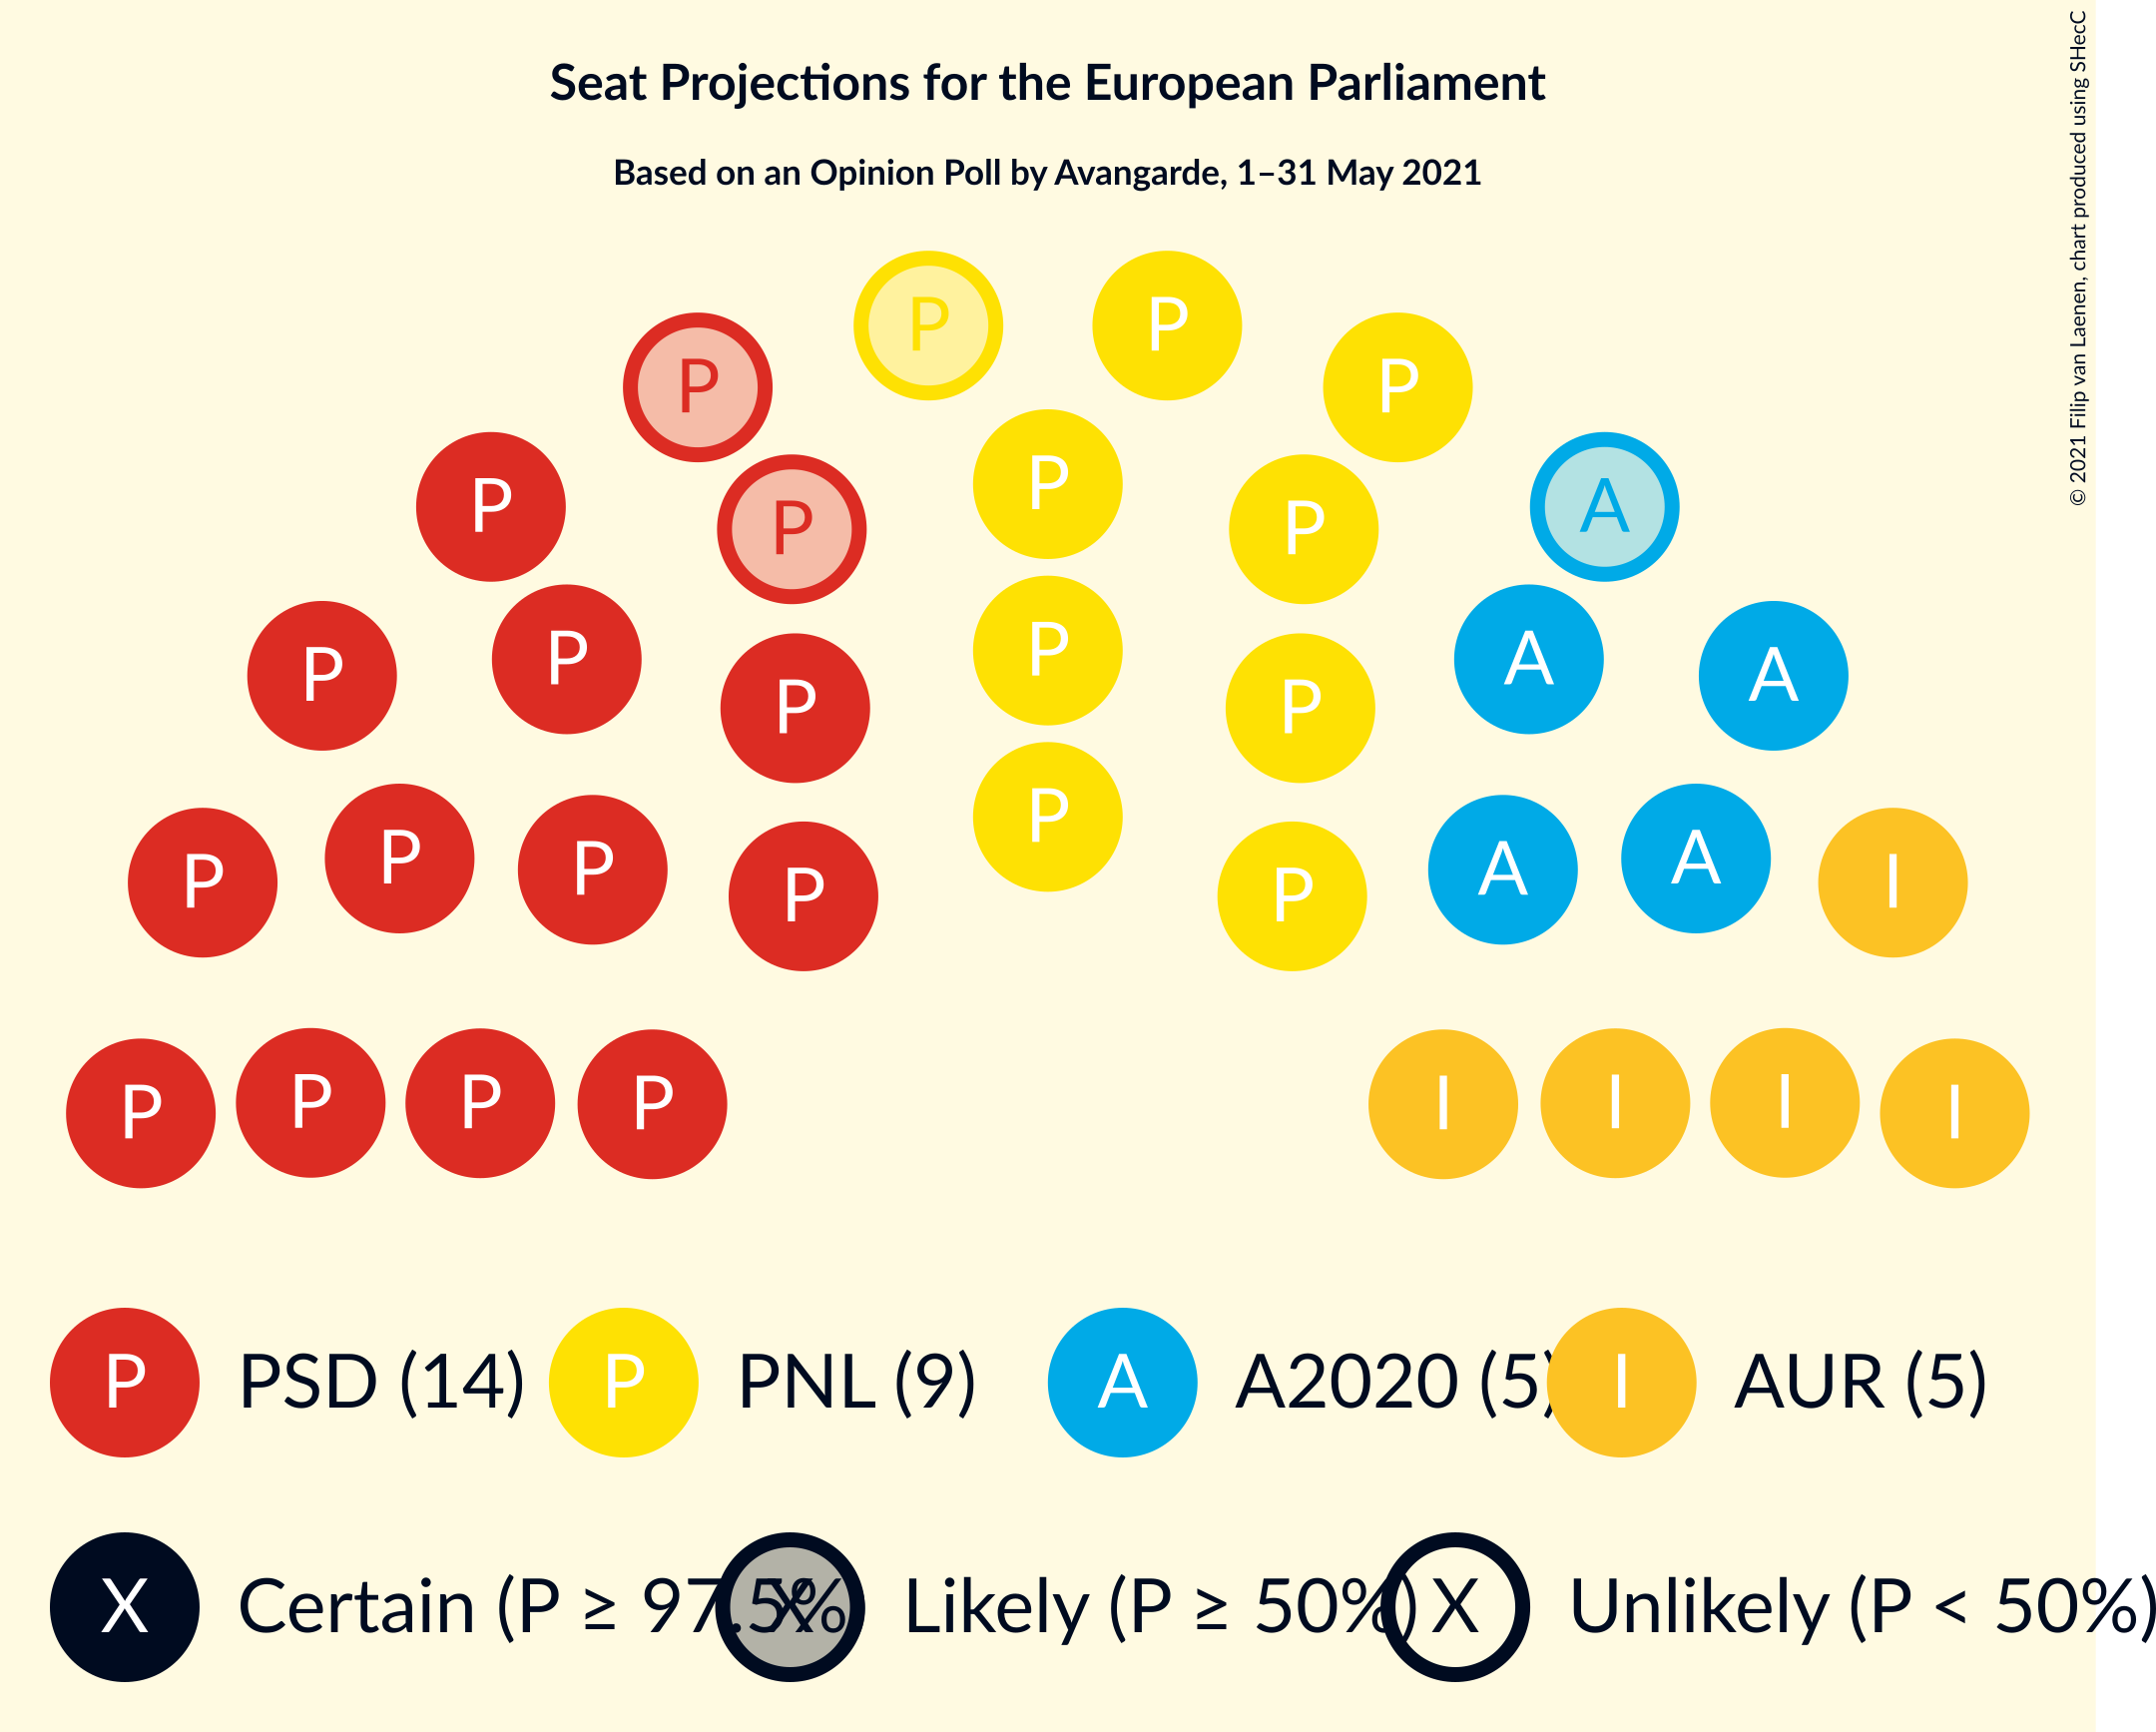 Seat Projections for the European Parliament
Based on an Opinion Poll by Avangarde, 1–31 May 2021
© 2021 Filip van Laenen, chart produced using SHecC
P P
P P
P A
P P
P P
P A
P P A
P P
P P
P A
P A
P P
P I
P P P P I I I I
P PSD (14) P PNL (9) A A2020 (5) I AUR (5)
X Certain (P ≥ 97.5% X Likely (P ≥ 50%) X Unlikely (P < 50%)